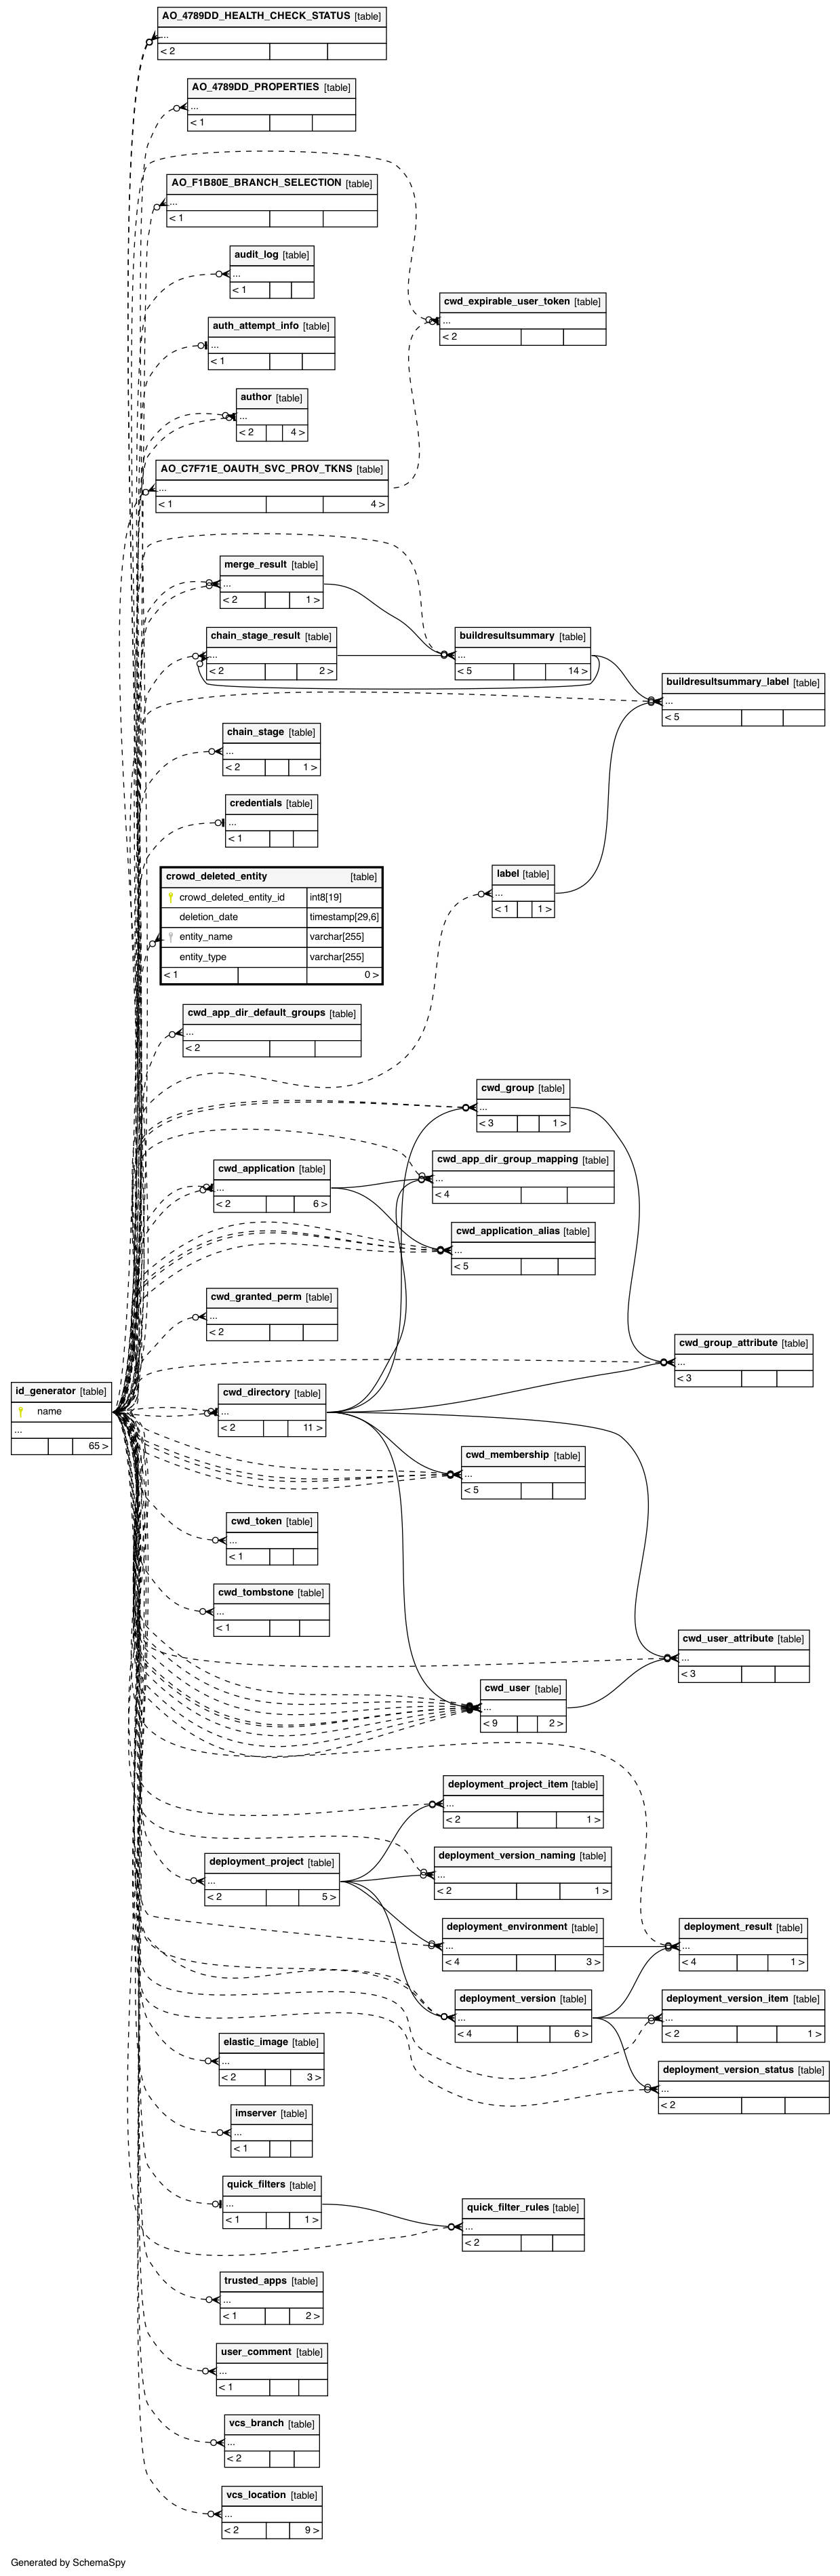 AO_4789DD_HEALTH_CHECK_STATUS [table]
...
< 2
AO_4789DD_PROPERTIES [table]
...
< 1
AO_F1B80E_BRANCH_SELECTION [table]
...
< 1
audit_log [table]
...
< 1
cwd_expirable_user_token [table]
...
< 2
auth_attempt_info [table]
...
< 1
author [table]
...
< 2 4 >
AO_C7F71E_OAUTH_SVC_PROV_TKNS [table]
...
< 1 4 >
merge_result [table]
...
< 2 1 >
chain_stage_result [table]
...
< 2 2 >
buildresultsummary [table]
...
< 5 14 >
buildresultsummary_label [table]
...
< 5
chain_stage [table]
...
< 2 1 >
credentials [table]
...
< 1
crowd_deleted_entity [table]
crowd_deleted_entity_id int8[19]
deletion_date timestamp[29,6]
entity_name varchar[255]
entity_type varchar[255]
< 1 0 >
label [table]
...
< 1 1 >
cwd_app_dir_default_groups [table]
...
< 2
cwd_group [table]
...
< 3 1 >
cwd_app_dir_group_mapping [table]
...
< 4
cwd_application [table]
...
< 2 6 >
cwd_application_alias [table]
...
< 5
cwd_granted_perm [table]
...
< 2
cwd_group_attribute [table]
...
< 3
id_generator [table]
name
...
65 >
cwd_directory [table]
...
< 2 11 >
cwd_membership [table]
...
< 5
cwd_token [table]
...
< 1
cwd_tombstone [table]
...
< 1
cwd_user_attribute [table]
...
< 3
cwd_user [table]
...
< 9 2 >
deployment_project_item [table]
...
< 2 1 >
deployment_version_naming [table]
...
< 2 1 >
deployment_project [table]
...
< 2 5 >
deployment_environment [table]
...
< 4 3 >
deployment_result [table]
...
< 4 1 >
deployment_version [table]
...
< 4 6 >
deployment_version_item [table]
...
< 2 1 >
elastic_image [table]
...
< 2 3 >
deployment_version_status [table]
...
< 2
imserver [table]
...
< 1
quick_filters [table]
...
< 1 1 >
quick_filter_rules [table]
...
< 2
trusted_apps [table]
...
< 1 2 >
user_comment [table]
...
< 1
vcs_branch [table]
...
< 2
vcs_location [table]
...
< 2 9 >
Generated by SchemaSpy